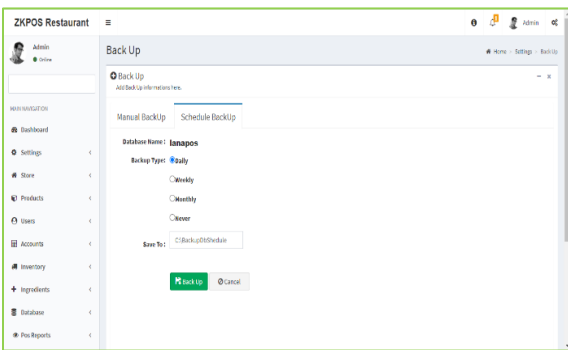 ZKPOS Restaurant
Admin
Admin
Online
Back Up
Home > Settings > BackUp
MAIN NAVIGATION
Dashboard
Settings
Store
Products
Users
Accounts
Inventory
Ingredients
Database
Pos Reports
Back Up
Add Back Up informations here.
Manual BackUp
Schedule BackUp
Database Name : lanapos
Backup Type: Daily
Weekly
Monthly
Never
Save To : C:\BackupDbShedule
Back Up
Cancel